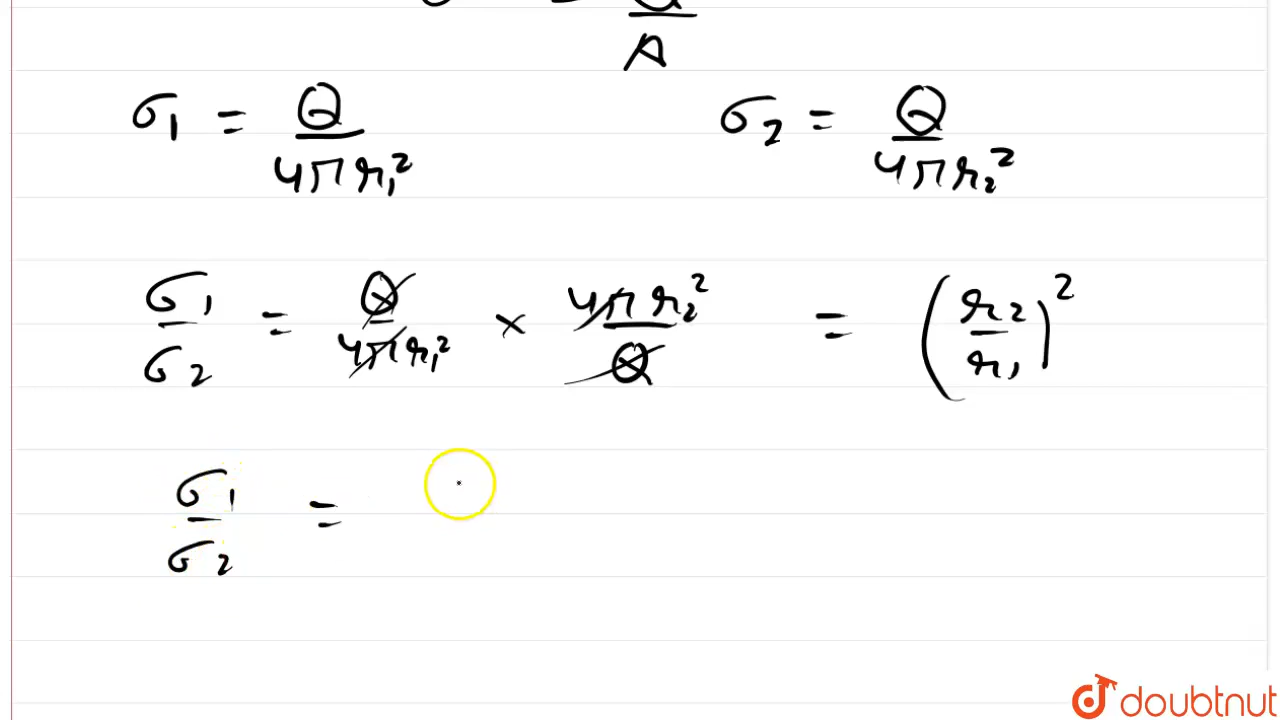 σ = Q/A
σ₁ = Q/4πr₁² σ₂ = Q/4πr₂²
σ₁/σ₂ = Q/4πr₁² × 4πr₂²/Q = (r₂/r₁)²
σ₁/σ₂ =
doubtnut